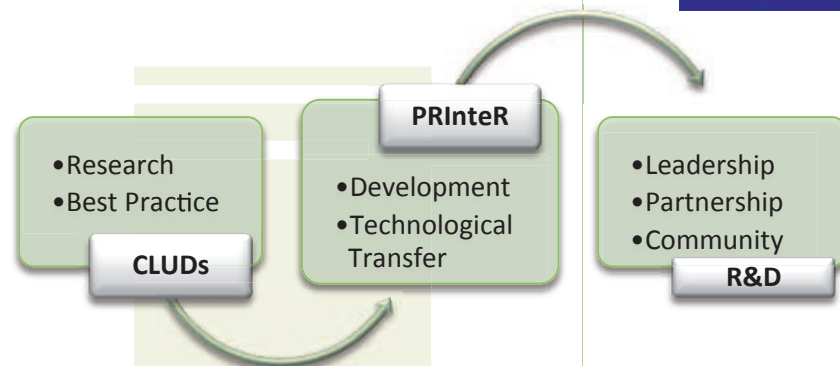 •Research
•Best Practice
CLUDs
PRInteR
•Development
•Technological
Transfer
•Leadership
•Partnership
•Community
R&D